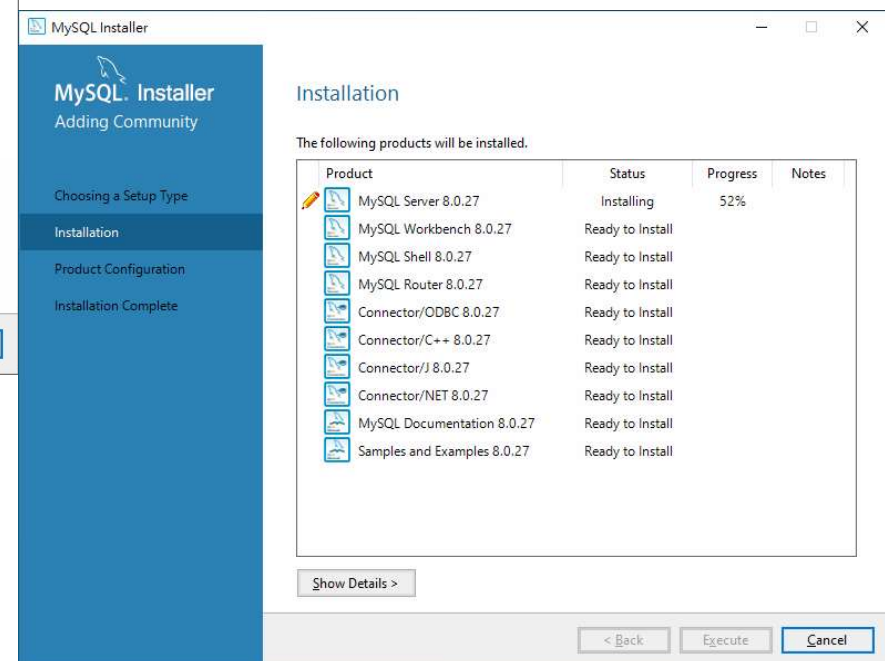 MySQL Installer
MySQL. Installer
Adding Community
Choosing a Setup Type
Installation
Product Configuration
Installation Complete
Installation
The following products will be installed.
Product Status Progress Notes
MySQL Server 8.0.27 Installing 52%
MySQL Workbench 8.0.27 Ready to Install
MySQL Shell 8.0.27 Ready to Install
MySQL Router 8.0.27 Ready to Install
Connector/ODBC 8.0.27 Ready to Install
Connector/C++ 8.0.27 Ready to Install
Connector/J 8.0.27 Ready to Install
Connector/NET 8.0.27 Ready to Install
MySQL Documentation 8.0.27 Ready to Install
Samples and Examples 8.0.27 Ready to Install
Show Details >
< Back Execute Cancel